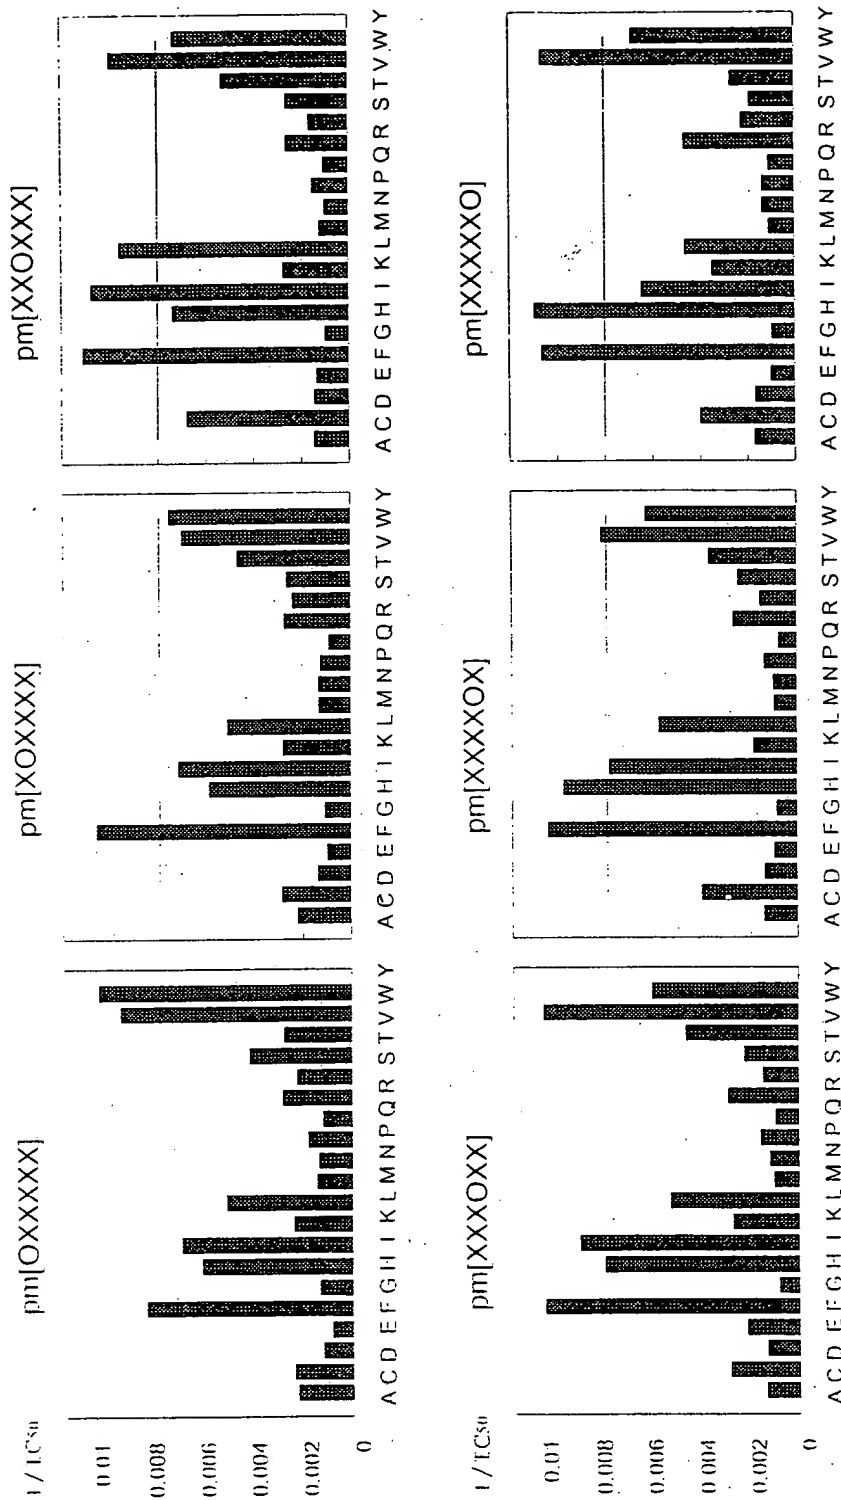 pm[OXXXXX]
pm[XOXXXX]
pm[XXOXXX]
0.01
0.008
0.006
0.004
0.002
0
A C D E F G H I K L M N P Q R S T V W Y
A C D E F G H I K L M N P Q R S T V W Y
A C D E F G H I K L M N P Q R S T V W Y
pm[XXXOXX]
pm[XXXXOX]
pm[XXXXXO]
0.01
0.008
0.006
0.004
0.002
0
A C D E F G H I K L M N P Q R S T V W Y
A C D E F G H I K L M N P Q R S T V W Y
A C D E F G H I K L M N P Q R S T V W Y